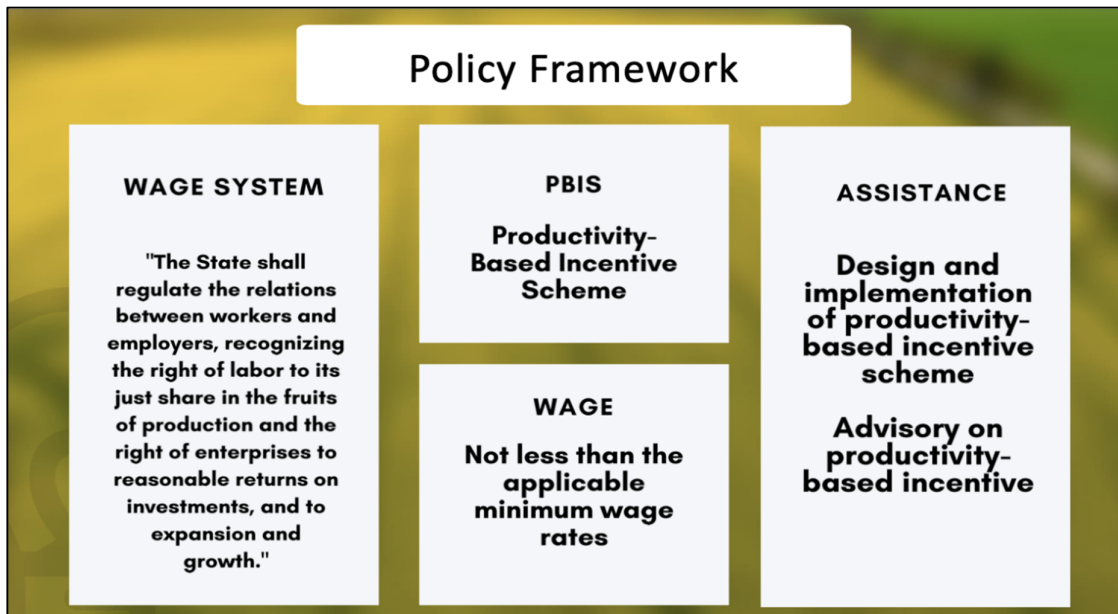 Policy Framework
WAGE SYSTEM
"The State shall
regulate the relations
between workers and
employers, recognizing
the right of labor to its
just share in the fruits
of production and the
right of enterprises to
reasonable returns on
investments, and to
expansion and
growth."
PBIS
Productivity-
Based Incentive
Scheme
WAGE
Not less than the
applicable
minimum wage
rates
ASSISTANCE
Design and
implementation
of productivity-
based incentive
scheme
Advisory on
productivity-
based incentive